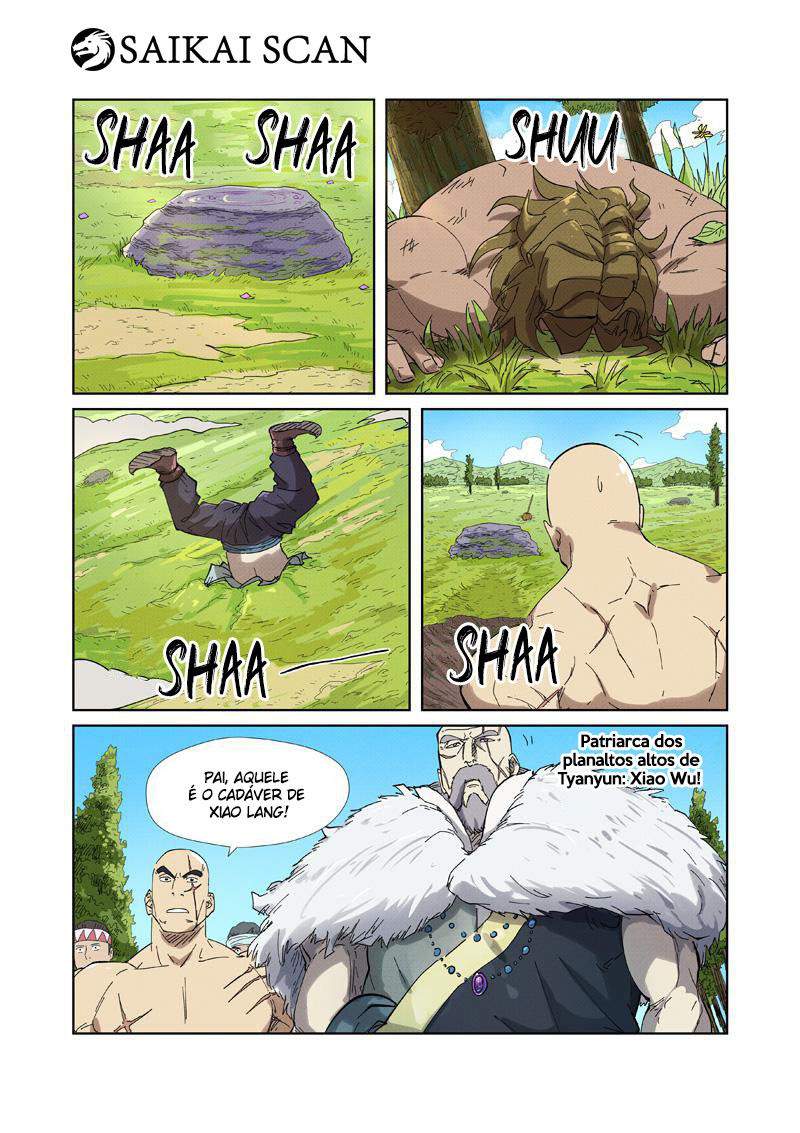 SAIKAI SCAN
SHAA
SHAA
SHUU
SHAA
SHAA
PAI, AQUELE
É O CADÁVER DE
XIAO LANG!
Patriarca dos
planaltos altos de
Tyanyun: Xiao Wu!